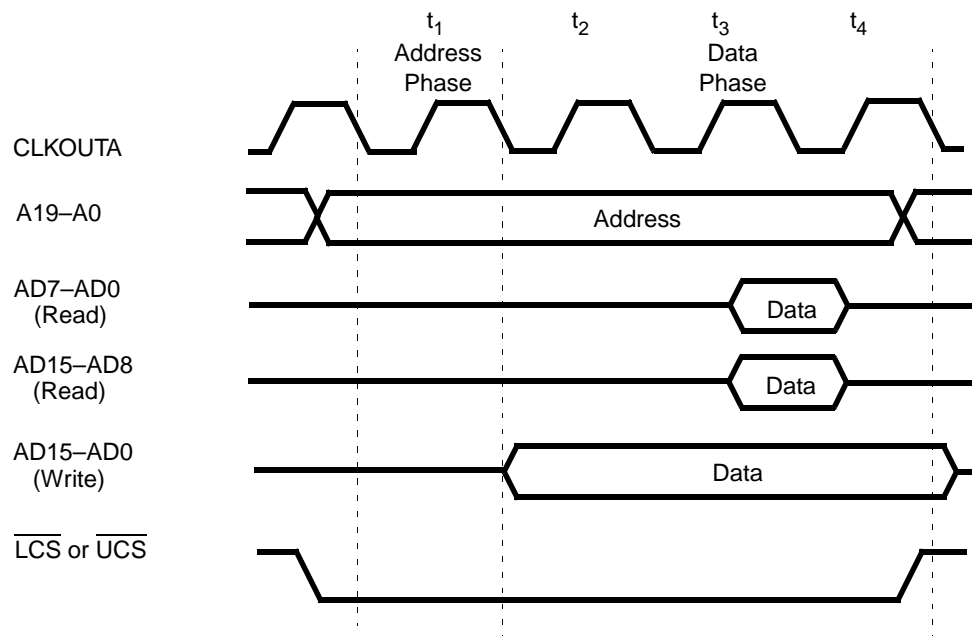 t1 t2 t3 t4
Address Phase
Data Phase
CLKOUTA
A19–A0
Address
AD7–AD0
(Read)
Data
AD15–AD8
(Read)
Data
AD15–AD0
(Write)
Data
LCS or UCS